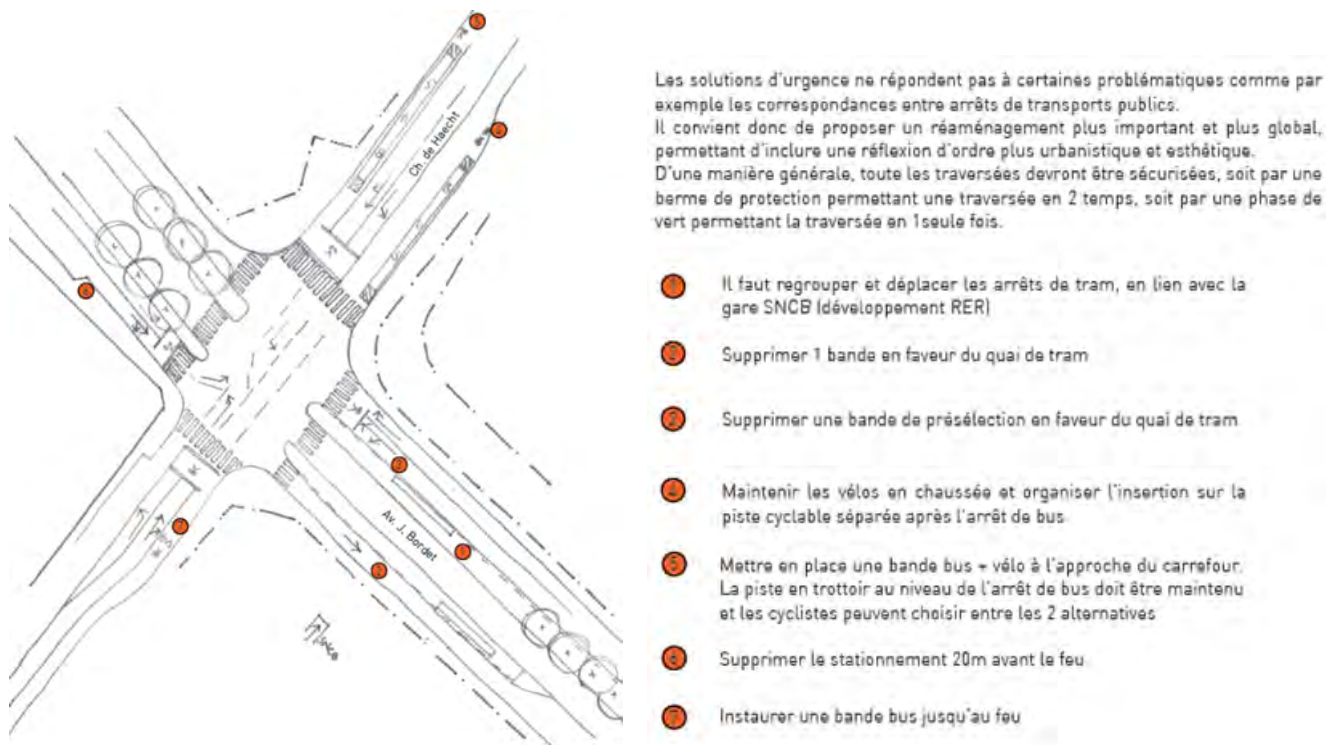 Ch. de Haecht
Av. J. Bordet
SNCB
Les solutions d'urgence ne répondent pas à certaines problématiques comme par
exemple les correspondances entre arrêts de transports publics.
Il convient donc de proposer un réaménagement plus important et plus global,
permettant d'inclure une réflexion d'ordre plus urbanistique et esthétique.
D'une manière générale, toute les traversées devront être sécurisées, soit par une
berme de protection permettant une traversée en 2 temps, soit par une phase de
vert permettant la traversée en 1seule fois.
1 Il faut regrouper et déplacer les arrêts de tram, en lien avec la
gare SNCB (développement RER)
Supprimer 1 bande en faveur du quai de tram
Supprimer une bande de présélection en faveur du quai de tram
4 Maintenir les vélos en chaussée et organiser l'insertion sur la
piste cyclable séparée après l'arrêt de bus
5 Mettre en place une bande bus + vélo à l'approche du carrefour.
La piste en trottoir au niveau de l'arrêt de bus doit être maintenu
et les cyclistes peuvent choisir entre les 2 alternatives
6 Supprimer le stationnement 20m avant le feu
7 Instaurer une bande bus jusqu'au feu